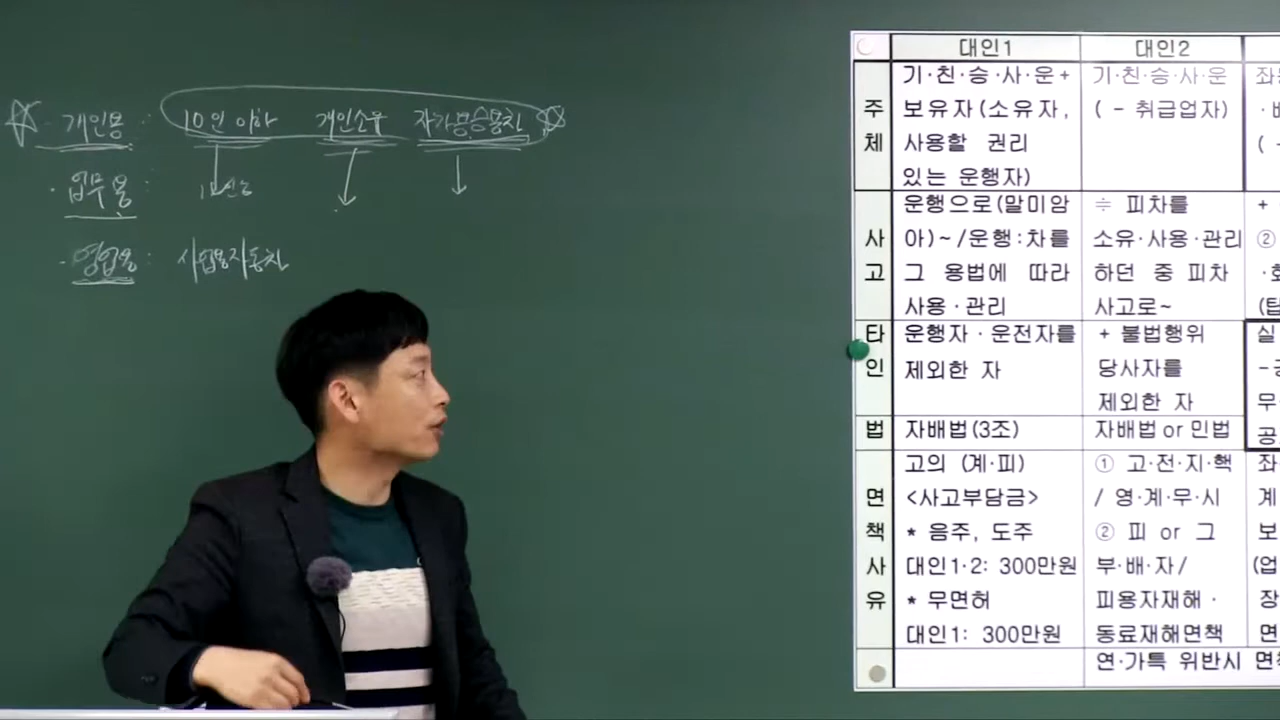 개인용 : 10인 이하 개인소유 자가용승용차
· 업무용 :
· 영업용 : 사업용자동차
대인1 대인2
주체
기·친·승·사·운+
보유자(소유자,
사용할 권리
있는 운행자)
기·친·승·사·운
( - 취급업자)
좌
(-
사고
운행으로(말미암
아)~/운행:차를
그 용법에 따라
사용·관리
≒ 피차를
소유·사용·관리
하던 중 피차
사고로~
+
②
타인
운행자·운전자를
제외한 자
+ 불법행위
당사자를
제외한 자
실
무
공
법
자배법(3조)
자배법 or 민법
면책사유
고의 (계·피)
<사고부담금>
* 음주, 도주
대인1·2: 300만원
* 무면허
대인1: 300만원
① 고·전·지·핵
/ 영·계·무·시
② 피 or 그
부·배·자/
피용자재해·
동료재해면책
좌
계
보
(업
장
면
연·가특 위반시 면책